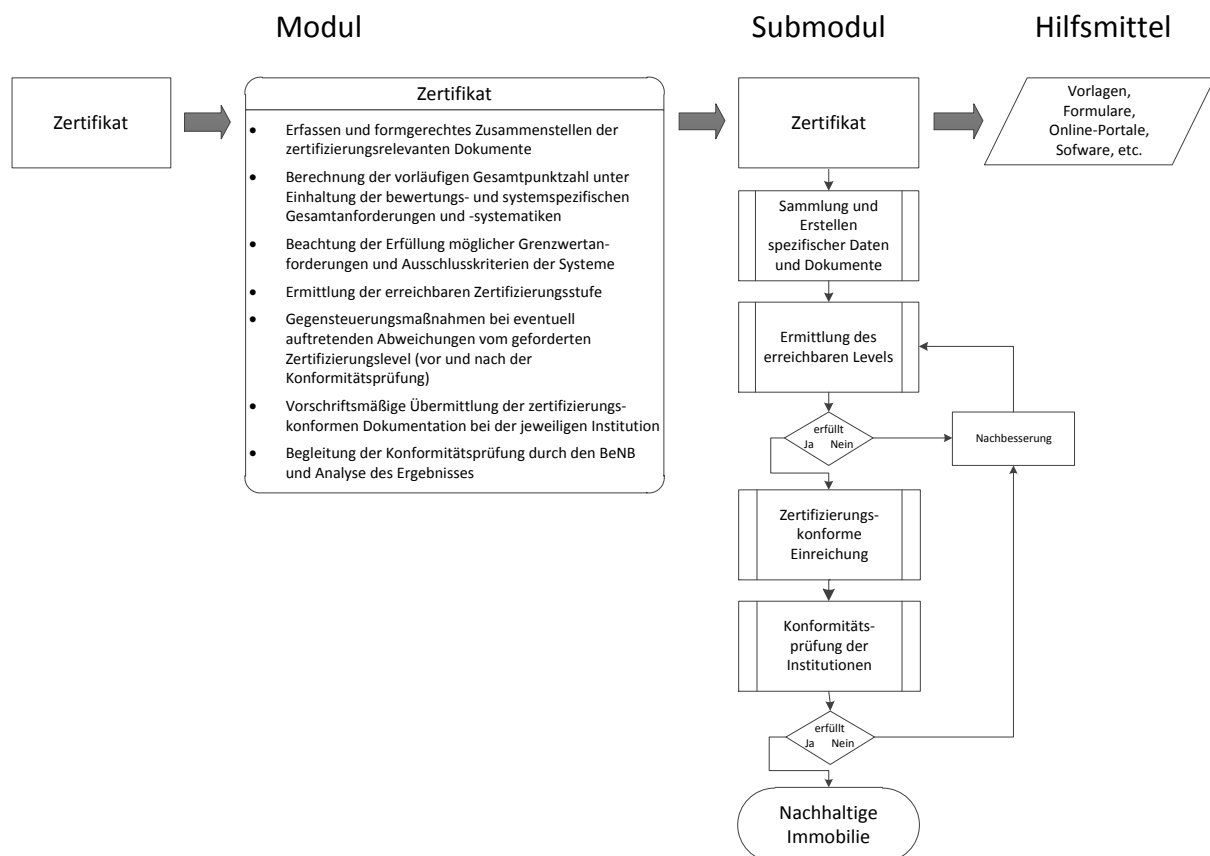 Modul
Submodul
Hilfsmittel
Zertifikat
Zertifikat
• Erfassen und formgerechtes Zusammenstellen der
zertifizierungsrelevanten Dokumente
• Berechnung der vorläufigen Gesamtpunktzahl unter
Einhaltung der bewertungs- und systemspezifischen
Gesamtanforderungen und -systematiken
• Beachtung der Erfüllung möglicher Grenzwertan-
forderungen und Ausschlusskriterien der Systeme
• Ermittlung der erreichbaren Zertifizierungsstufe
• Gegensteuerungsmaßnahmen bei eventuell
auftretenden Abweichungen vom geforderten
Zertifizierungslevel (vor und nach der
Konformitätsprüfung)
• Vorschriftsmäßige Übermittlung der zertifizierungs-
konformen Dokumentation bei der jeweiligen Institution
• Begleitung der Konformitätsprüfung durch den BeNB
und Analyse des Ergebnisses
Zertifikat
Vorlagen,
Formulare,
Online-Portale,
Sofware, etc.
Sammlung und
Erstellen
spezifischer Daten
und Dokumente
Ermittlung des
erreichbaren Levels
erfüllt
Ja Nein
Nachbesserung
Zertifizierungs-
konforme
Einreichung
Konformitäts-
prüfung der
Institutionen
erfüllt
Ja Nein
Nachhaltige
Immobilie